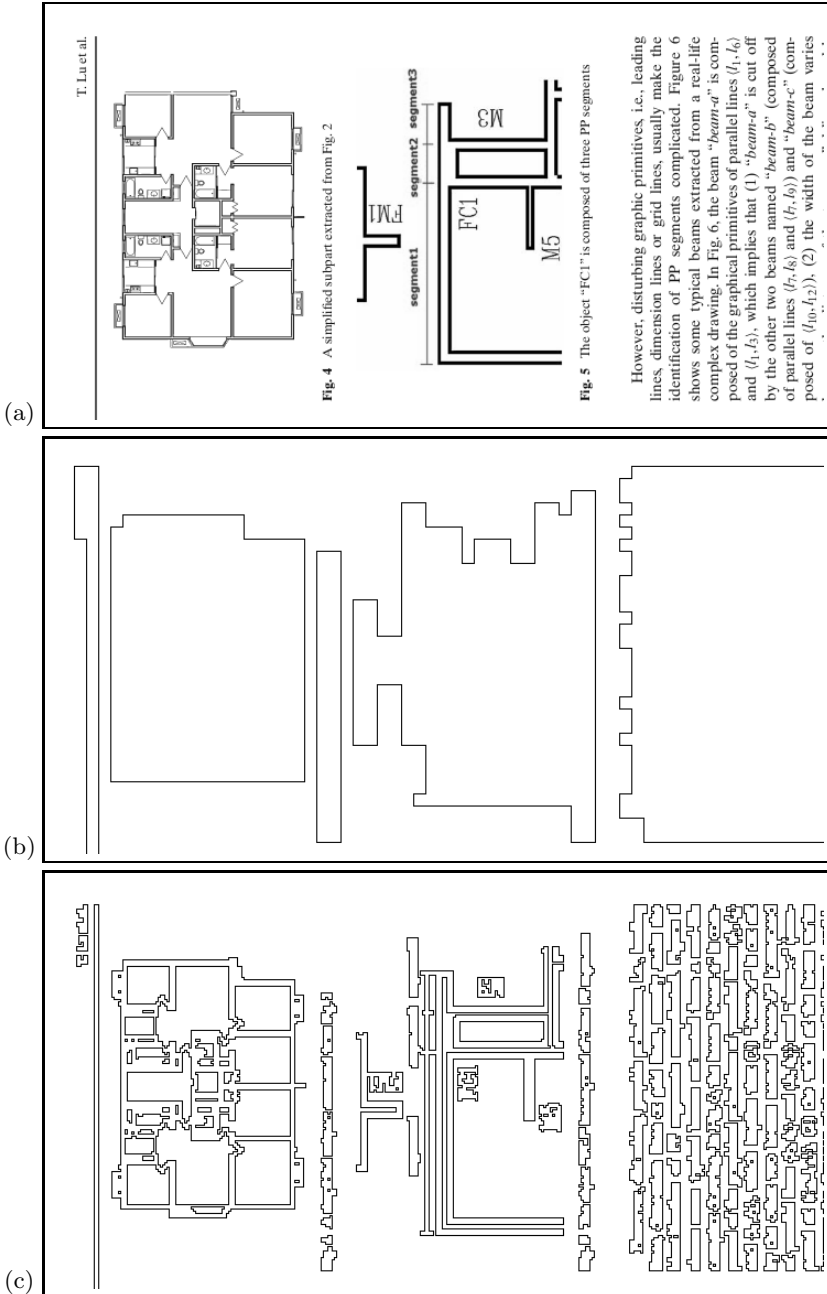 T. Lu et al.
Fig. 4 A simplified subpart extracted from Fig. 2
FM1
segment1 segment2 segment3
FC1
M3
M5
Fig. 5 The object “FC1” is composed of three PP segments
However, disturbing graphic primitives, i.e., leading
lines, dimension lines or grid lines, usually make the
identification of PP segments complicated. Figure 6
shows some typical beams extracted from a real-life
complex drawing. In Fig. 6, the beam “beam-a” is com-
posed of the graphical primitives of parallel lines ⟨l1, l6⟩
and ⟨l1, l3⟩, which implies that (1) “beam-a” is cut off
by the other two beams named “beam-b” (composed
of parallel lines ⟨l7, l8⟩ and ⟨l7, l9⟩) and “beam-c” (com-
posed of ⟨l10, l12⟩), (2) the width of the beam varies
(a)
(b)
FC1
(c)